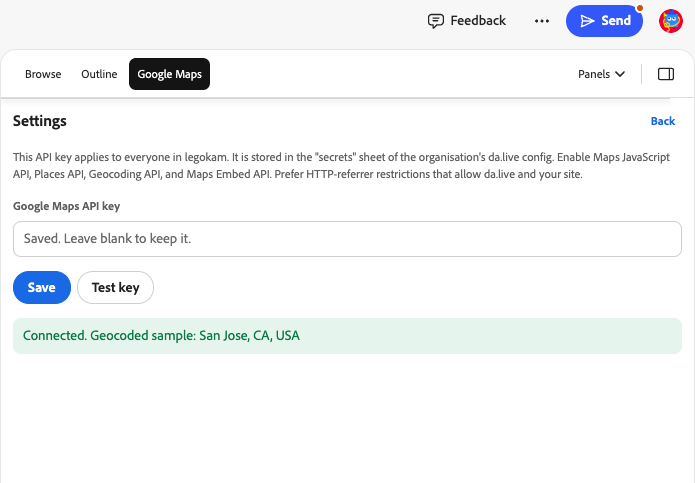 Feedback
Send
Browse
Outline
Google Maps
Panels
Settings
Back
This API key applies to everyone in legokam. It is stored in the "secrets" sheet of the organisation's da.live config. Enable Maps JavaScript
API, Places API, Geocoding API, and Maps Embed API. Prefer HTTP-referrer restrictions that allow da.live and your site.
Google Maps API key
Saved. Leave blank to keep it.
Save
Test key
Connected. Geocoded sample: San Jose, CA, USA